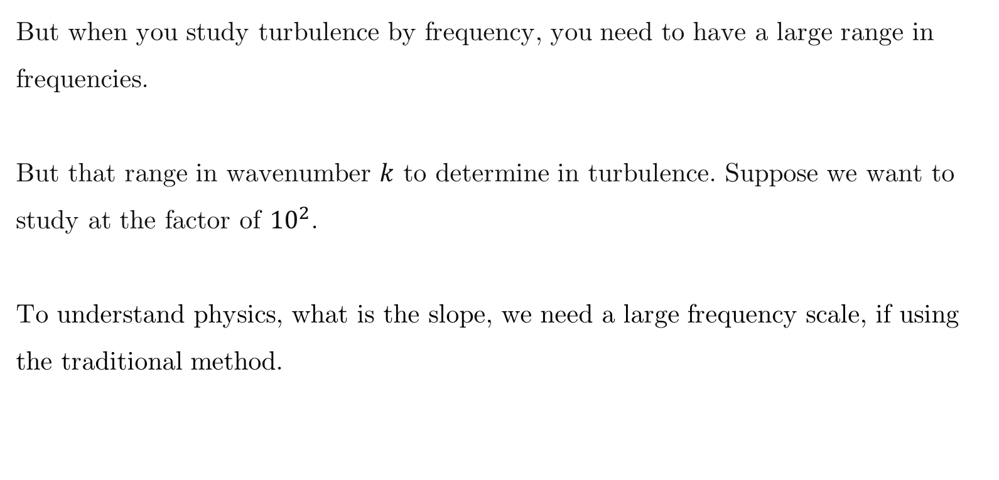 But when you study turbulence by frequency, you need to have a large range in
frequencies.
But that range in wavenumber k to determine in turbulence. Suppose we want to
study at the factor of 10².
To understand physics, what is the slope, we need a large frequency scale, if using
the traditional method.